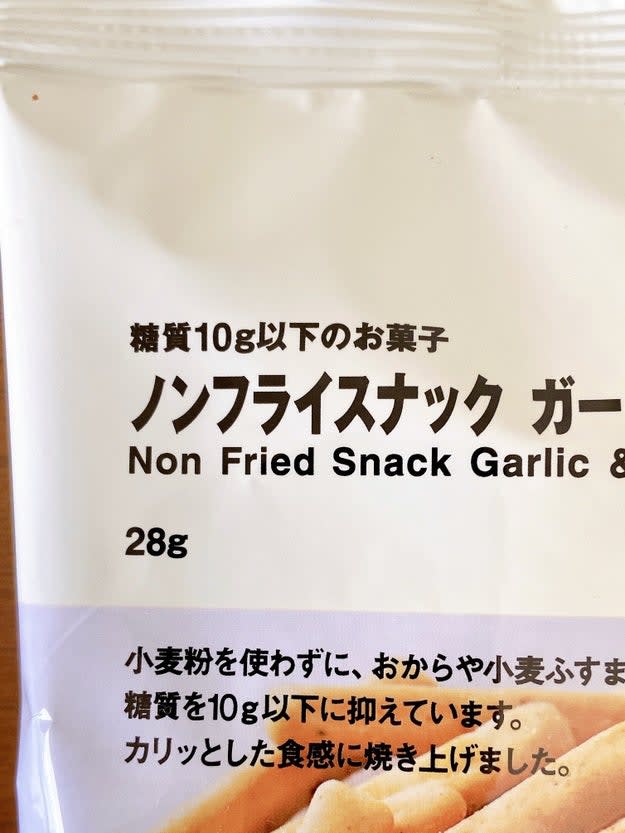 糖質10g以下のお菓子
ノンフライスナック ガー
Non Fried Snack Garlic &
28g
小麦粉を使わずに、おからや小麦ふすま
糖質を10g以下に抑えています。
カリッとした食感に焼き上げました。